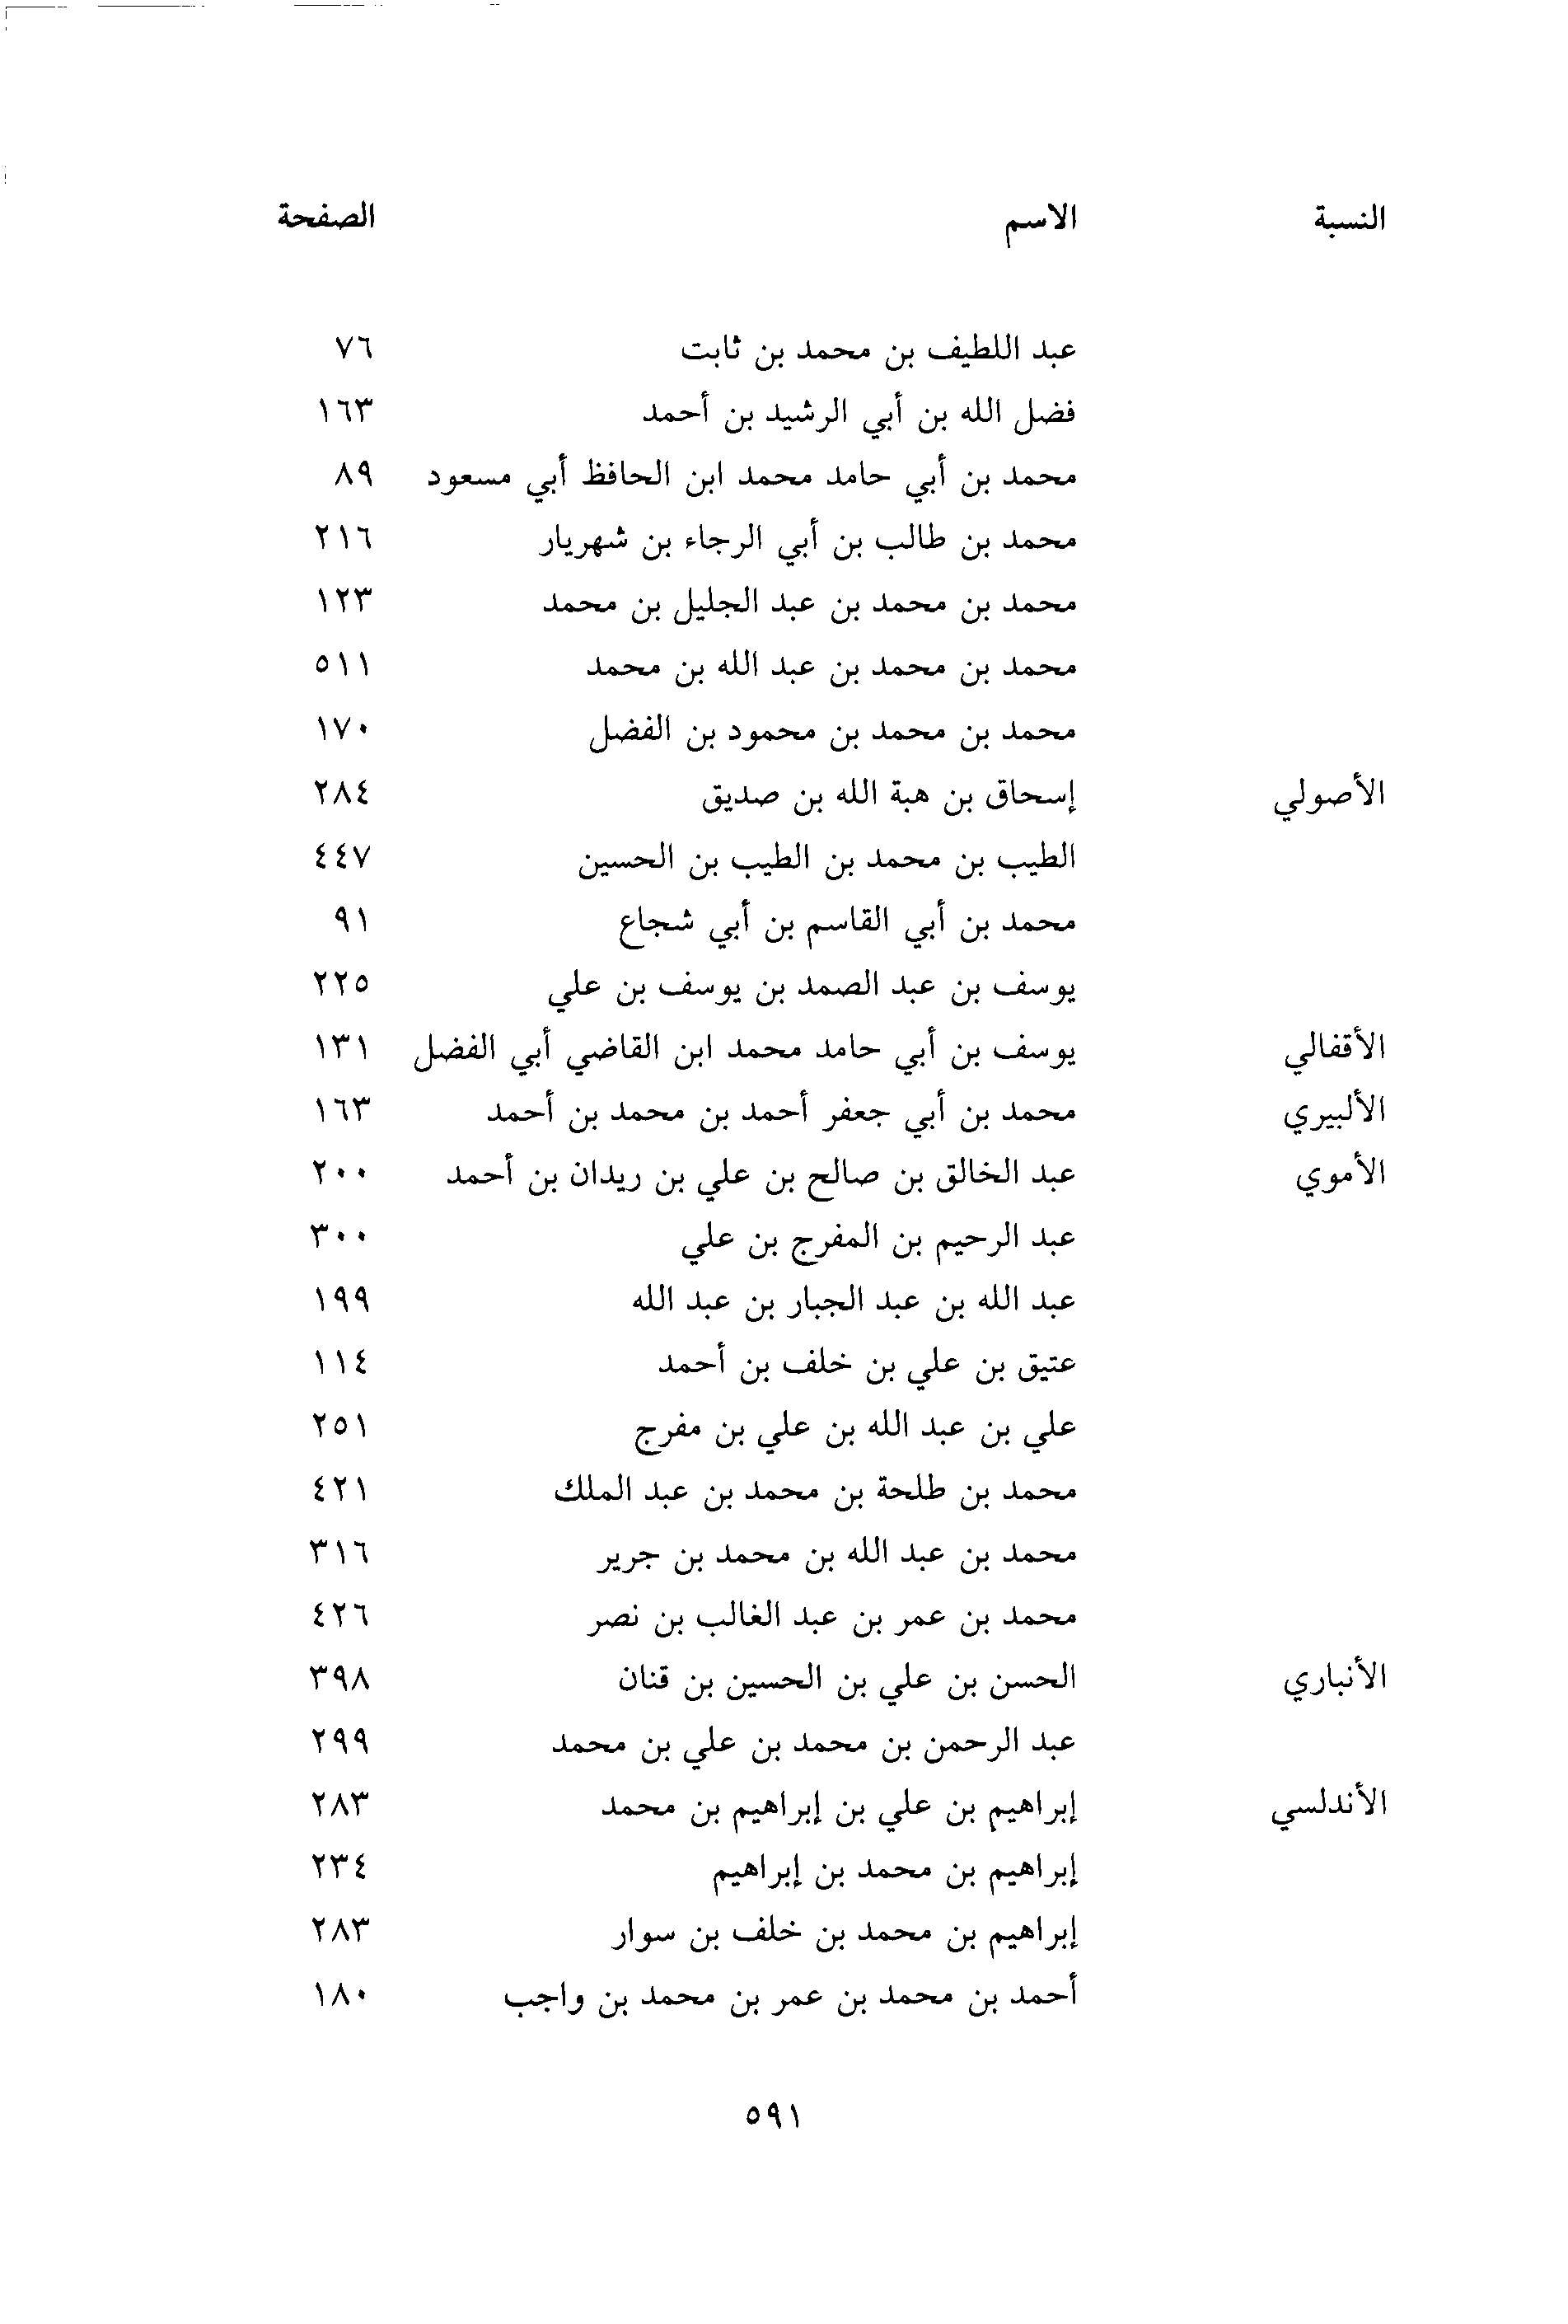 النسبة الاسم الصفحة
عبد اللطيف بن محمد بن ثابت ٧٦
فضل الله بن أبي الرشيد بن أحمد ١٦٣
محمد بن أبي حامد محمد ابن الحافظ أبي مسعود ٨٩
محمد بن طالب بن أبي الرجاء بن شهريار ٢١٦
محمد بن محمد بن عبد الجليل بن محمد ١٢٣
محمد بن محمد بن عبد الله بن محمد ٥١١
محمد بن محمد بن محمود بن الفضل ١٧٠
الأصولي إسحاق بن هبة الله بن صديق ٢٨٤
الطيب بن محمد بن الطيب بن الحسين ٤٤٧
محمد بن أبي القاسم بن أبي شجاع ٩١
يوسف بن عبد الصمد بن يوسف بن علي ٢٢٥
الأقفالي يوسف بن أبي حامد محمد ابن القاضي أبي الفضل ١٣١
الألبيري محمد بن أبي جعفر أحمد بن محمد بن أحمد ١٦٣
الأموي عبد الخالق بن صالح بن علي بن ريدان بن أحمد ٢٠٠
عبد الرحيم بن المفرج بن علي ٣٠٠
عبد الله بن عبد الجبار بن عبد الله ١٩٩
عتيق بن علي بن خلف بن أحمد ١١٤
علي بن عبد الله بن علي بن مفرج ٢٥١
محمد بن طلحة بن محمد بن عبد الملك ٤٢١
محمد بن عبد الله بن محمد بن جرير ٣١٦
محمد بن عمر بن عبد الغالب بن نصر ٤٢٦
الأنباري الحسن بن علي بن الحسين بن قنان ٣٩٨
عبد الرحمن بن محمد بن علي بن محمد ٢٩٩
الأندلسي إبراهيم بن علي بن إبراهيم بن محمد ٢٨٣
إبراهيم بن محمد بن إبراهيم ٢٣٤
إبراهيم بن محمد بن خلف بن سوار ٢٨٣
أحمد بن محمد بن عمر بن محمد بن واجب ١٨٠
٥٩١